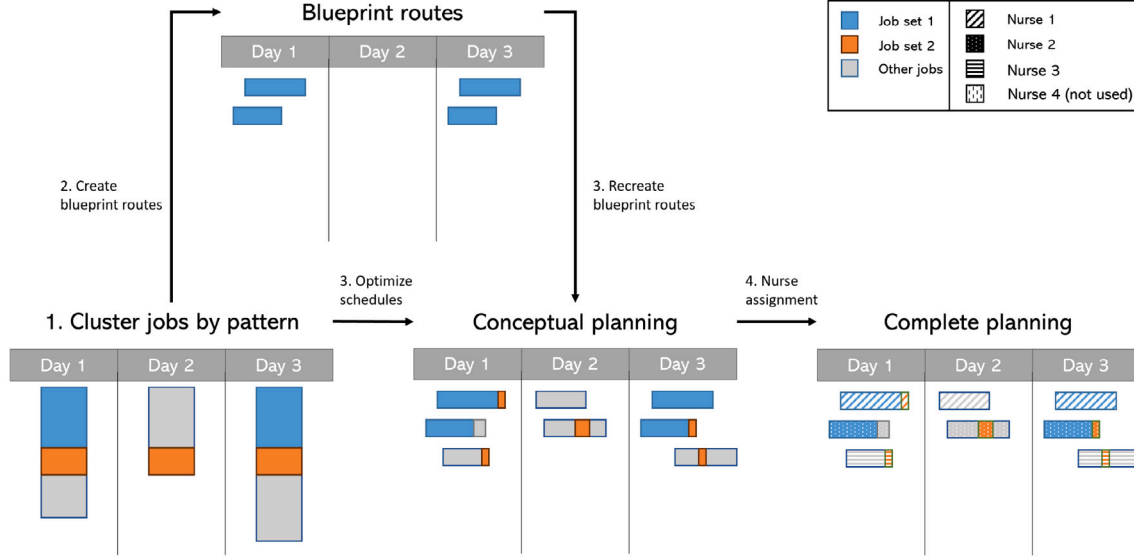 Blueprint routes
Day 1 Day 2 Day 3
Job set 1
Job set 2
Other jobs
Nurse 1
Nurse 2
Nurse 3
Nurse 4 (not used)
2. Create
blueprint routes
3. Recreate
blueprint routes
3. Optimize
schedules
4. Nurse
assignment
1. Cluster jobs by pattern
Day 1 Day 2 Day 3
Conceptual planning
Day 1 Day 2 Day 3
Complete planning
Day 1 Day 2 Day 3